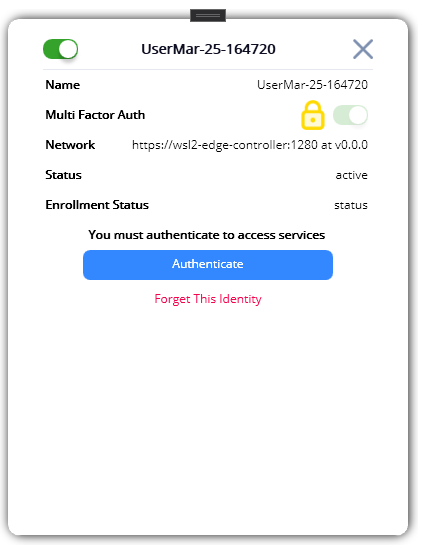 UserMar-25-164720
Name UserMar-25-164720
Multi Factor Auth
Network https://wsl2-edge-controller:1280 at v0.0.0
Status active
Enrollment Status status
You must authenticate to access services
Authenticate
Forget This Identity